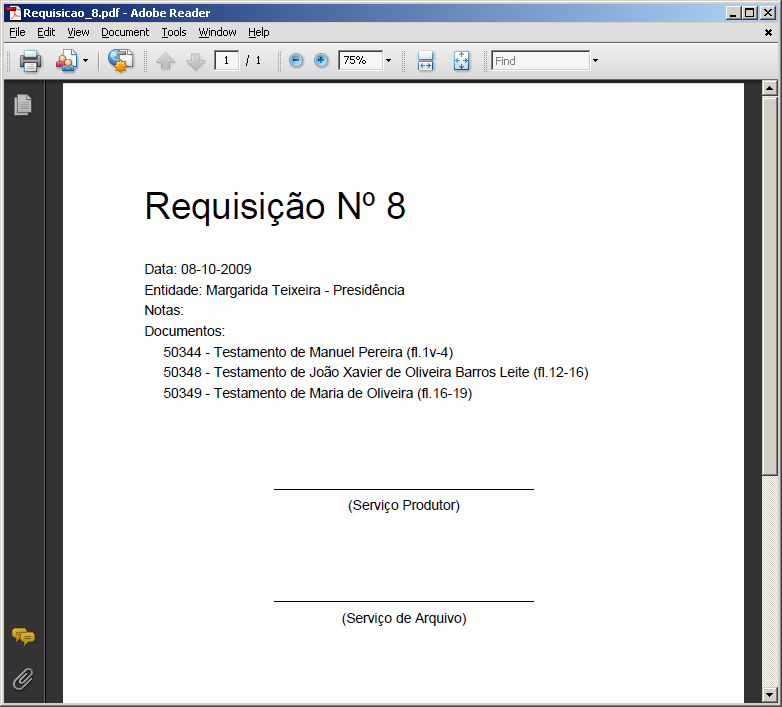 Requisicao_8.pdf - Adobe Reader
File Edit View Document Tools Window Help
1 / 1 75% Find
Requisição Nº 8
Data: 08-10-2009
Entidade: Margarida Teixeira - Presidência
Notas:
Documentos:
50344 - Testamento de Manuel Pereira (fl.1v-4)
50348 - Testamento de João Xavier de Oliveira Barros Leite (fl.12-16)
50349 - Testamento de Maria de Oliveira (fl.16-19)
(Serviço Produtor)
(Serviço de Arquivo)